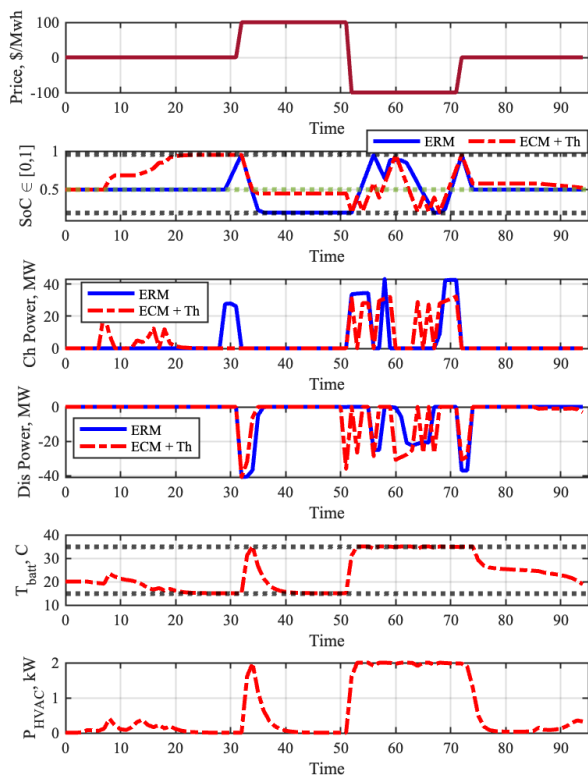 Price, $/Mwh
100
0
-100
0 10 20 30 40 50 60 70 80 90
Time
ERM ECM + Th
SoC ∈ [0,1]
1
0.5
0 10 20 30 40 50 60 70 80 90
Time
Ch Power, MW
ERM
ECM + Th
40
20
0
0 10 20 30 40 50 60 70 80 90
Time
Dis Power, MW
ERM
ECM + Th
0
-20
-40
0 10 20 30 40 50 60 70 80 90
Time
T_batt, C
40
30
20
10
0 10 20 30 40 50 60 70 80 90
Time
P_HVAC, kW
2
1
0
0 10 20 30 40 50 60 70 80 90
Time